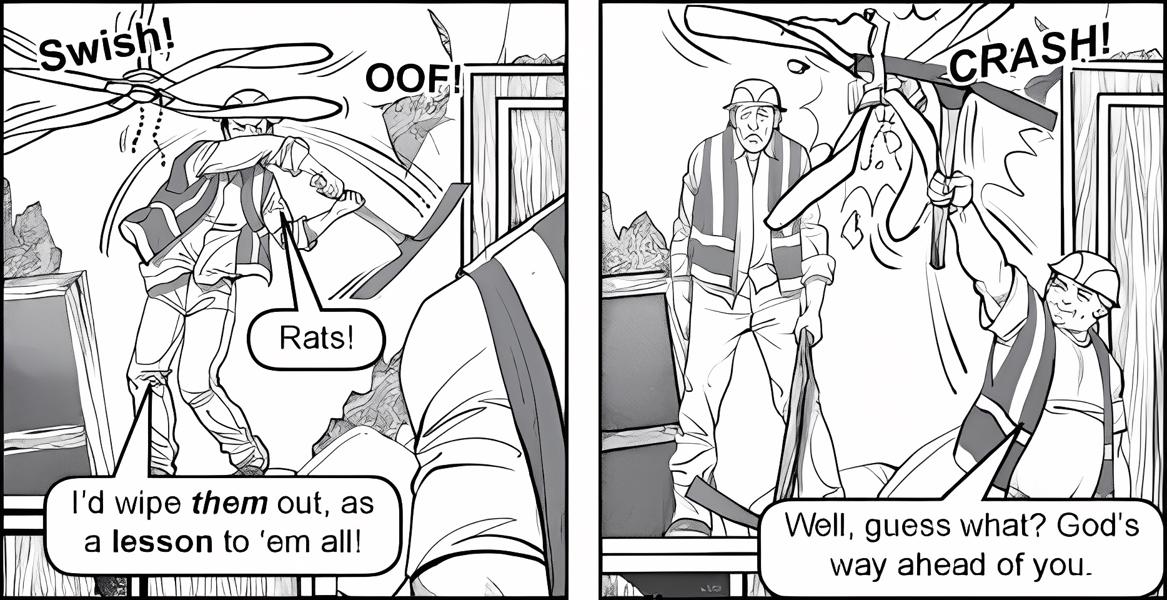 Swish!
OOF!
Rats!
I'd wipe them out, as
a lesson to 'em all!
CRASH!
Well, guess what? God's
way ahead of you.